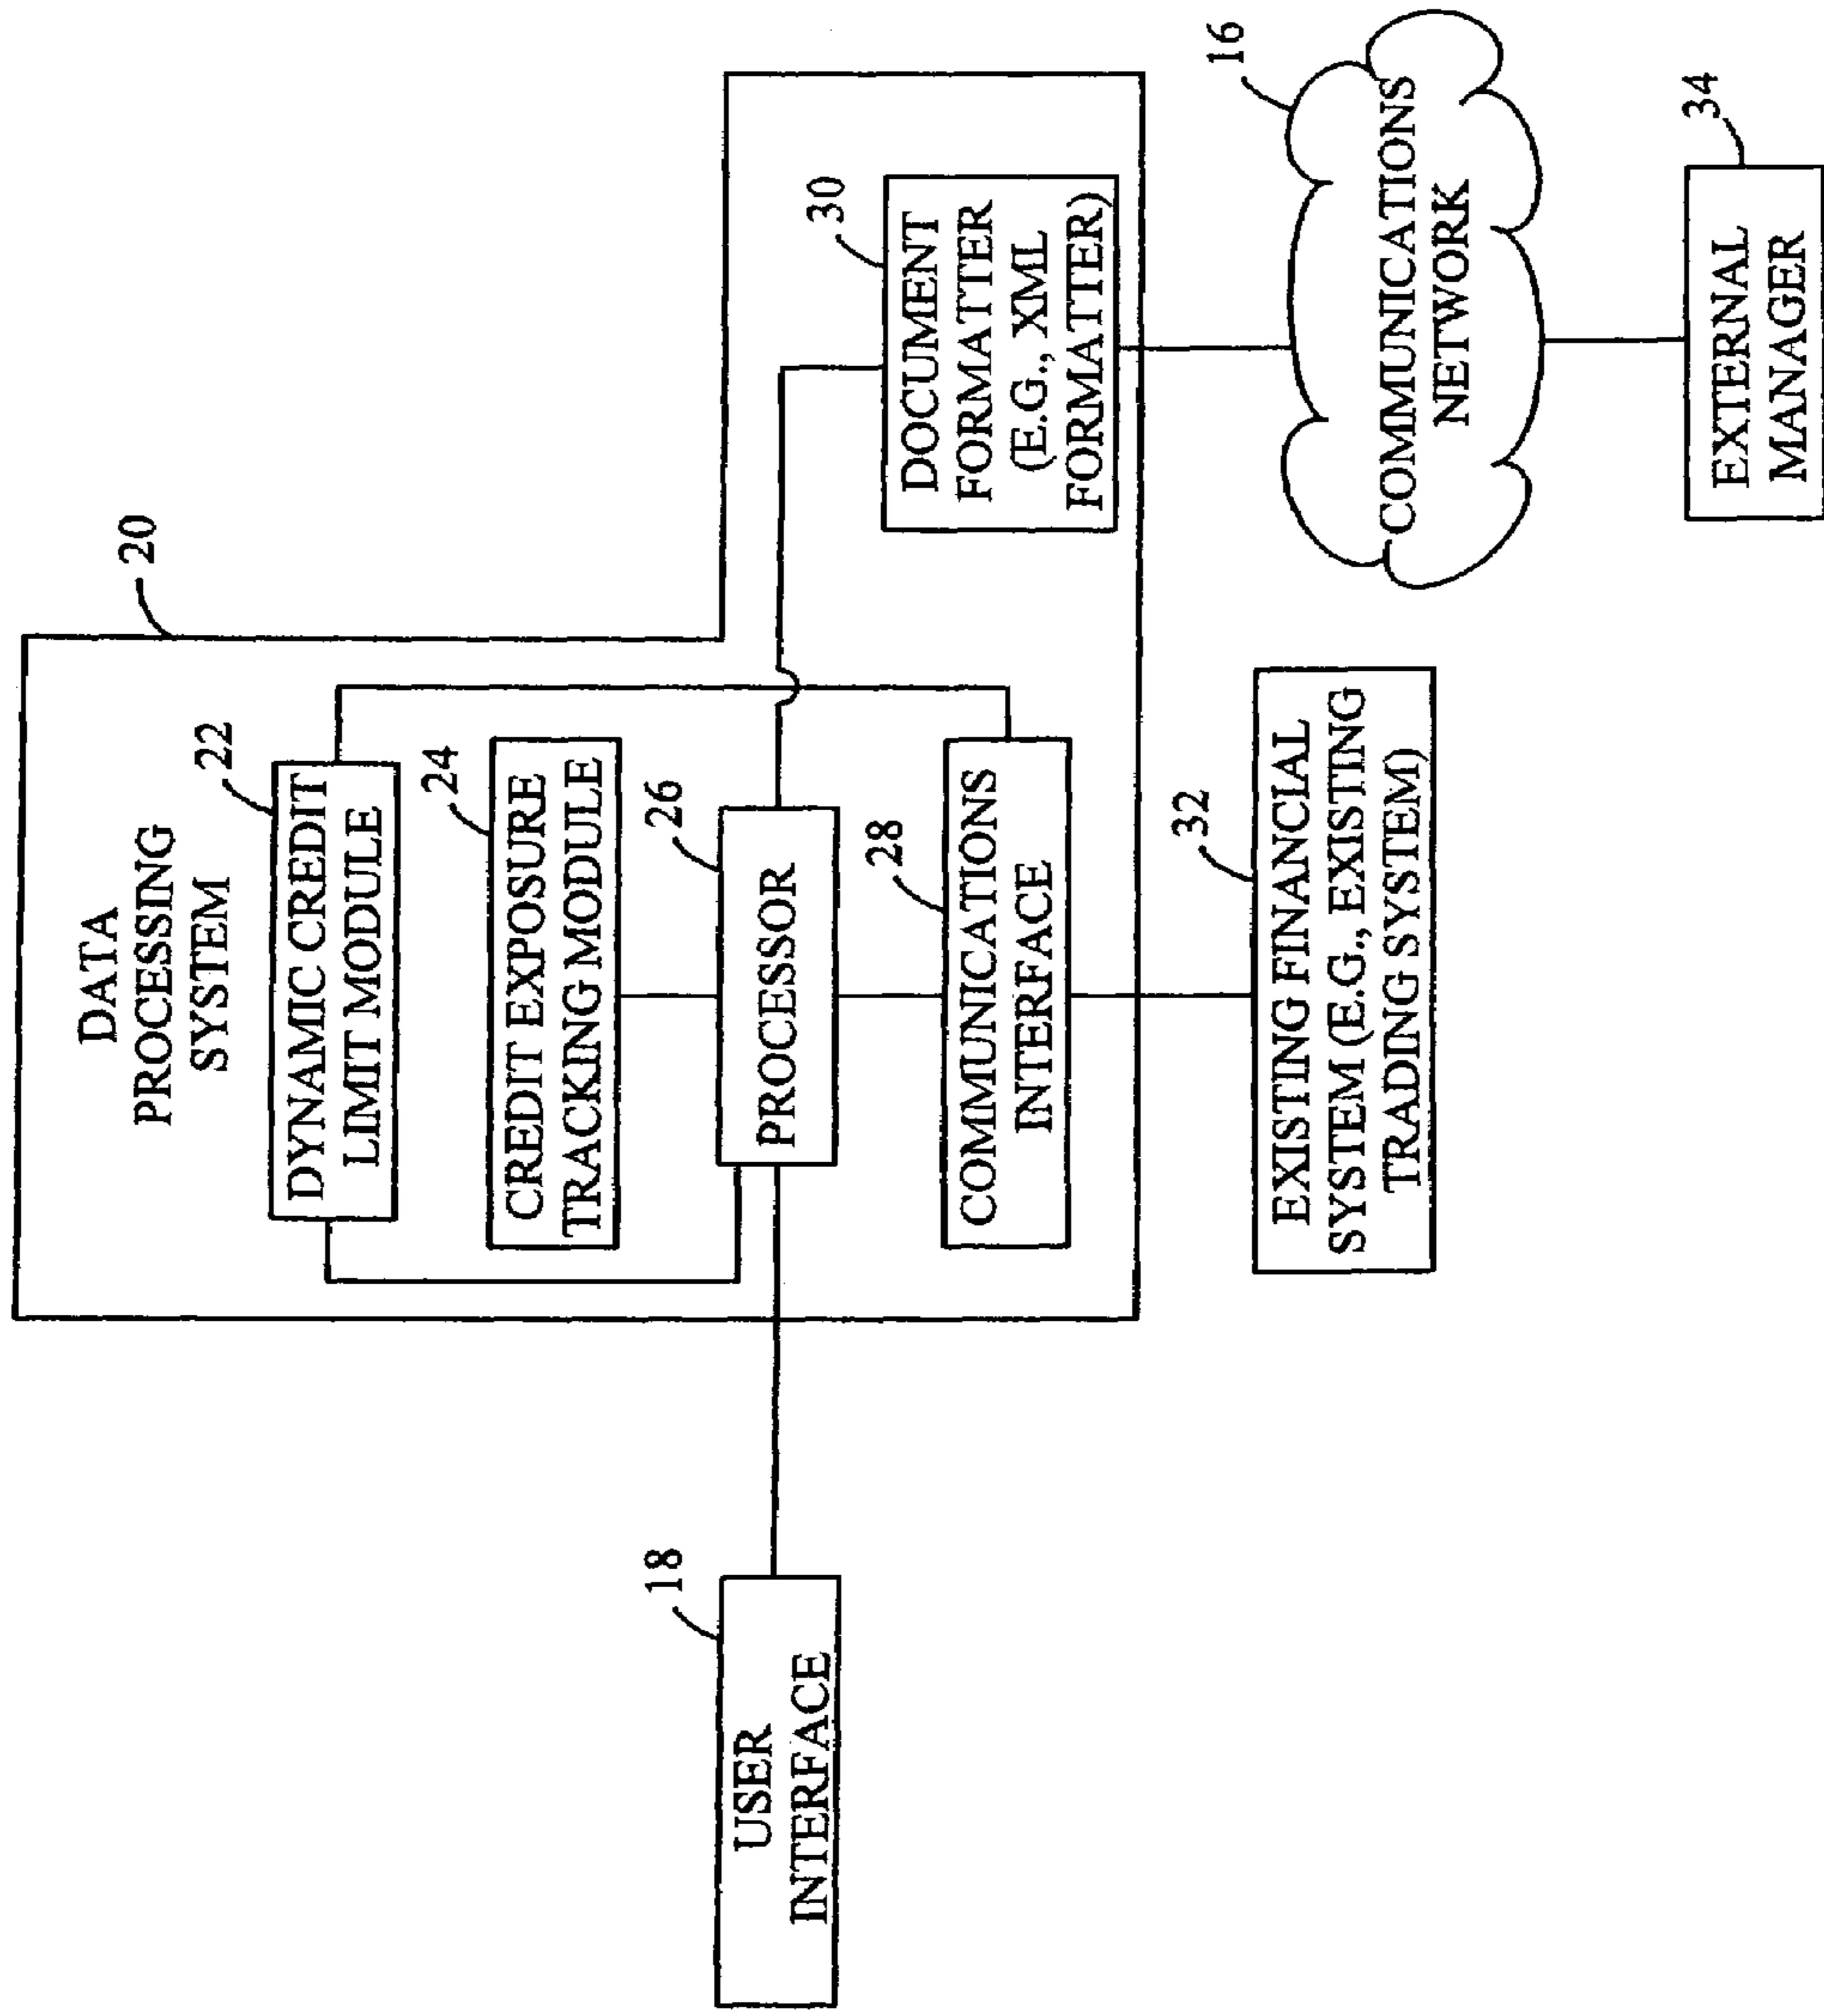 DATA
PROCESSING
SYSTEM
20
DYNAMIC CREDIT
LIMIT MODULE
22
CREDIT EXPOSURE
TRACKING MODULE
24
USER
INTERFACE
18
PROCESSOR
26
COMMUNICATIONS
INTERFACE
28
DOCUMENT
FORMATTER
(E.G., XML
FORMATTER)
30
EXISTING FINANCIAL
SYSTEM (E.G., EXISTING
TRADING SYSTEM)
32
COMMUNICATIONS
NETWORK
16
EXTERNAL
MANAGER
34